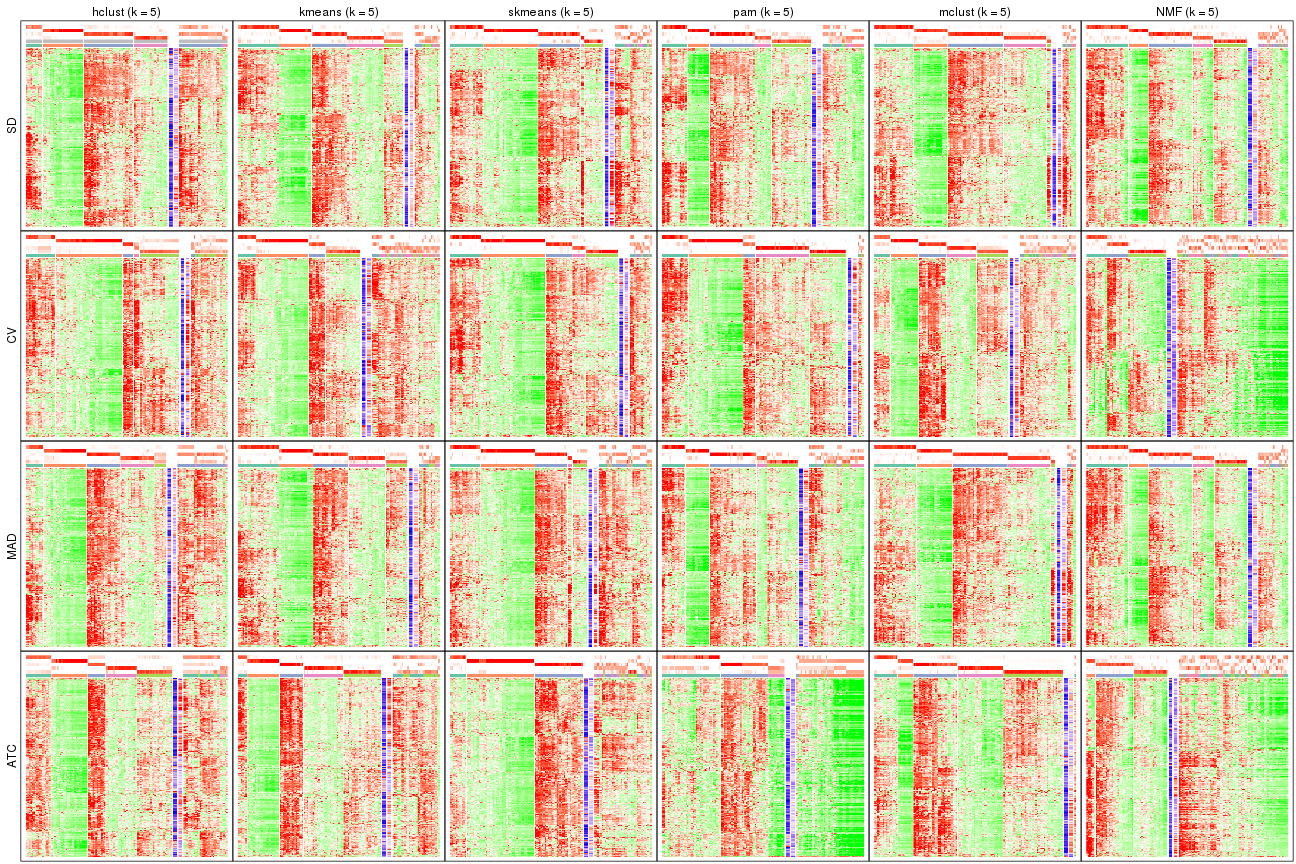 hclust (k = 5) kmeans (k = 5) skmeans (k = 5) pam (k = 5) mclust (k = 5) NMF (k = 5)
SD
CV
MAD
ATC